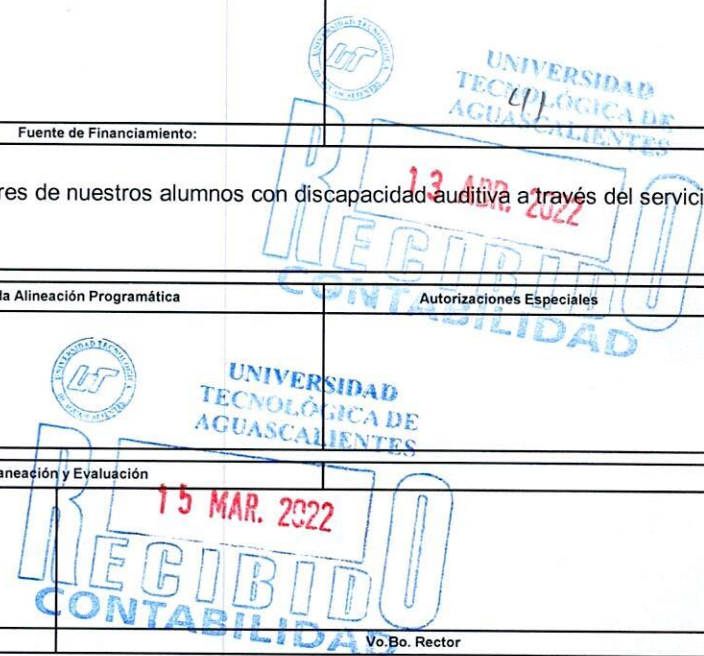 UNIVERSIDAD
TECNOLÓGICA DE
AGUASCALIENTES
Fuente de Financiamiento:
13 ABR. 2022
res de nuestros alumnos con discapacidad auditiva a través del servici
RECIBIDO
CONTABILIDAD
la Alineación Programática
Autorizaciones Especiales
UNIVERSIDAD
TECNOLÓGICA DE
AGUASCALIENTES
aneación y Evaluación
15 MAR. 2022
RECIBIDO
CONTABILIDAD
Vo.Bo. Rector